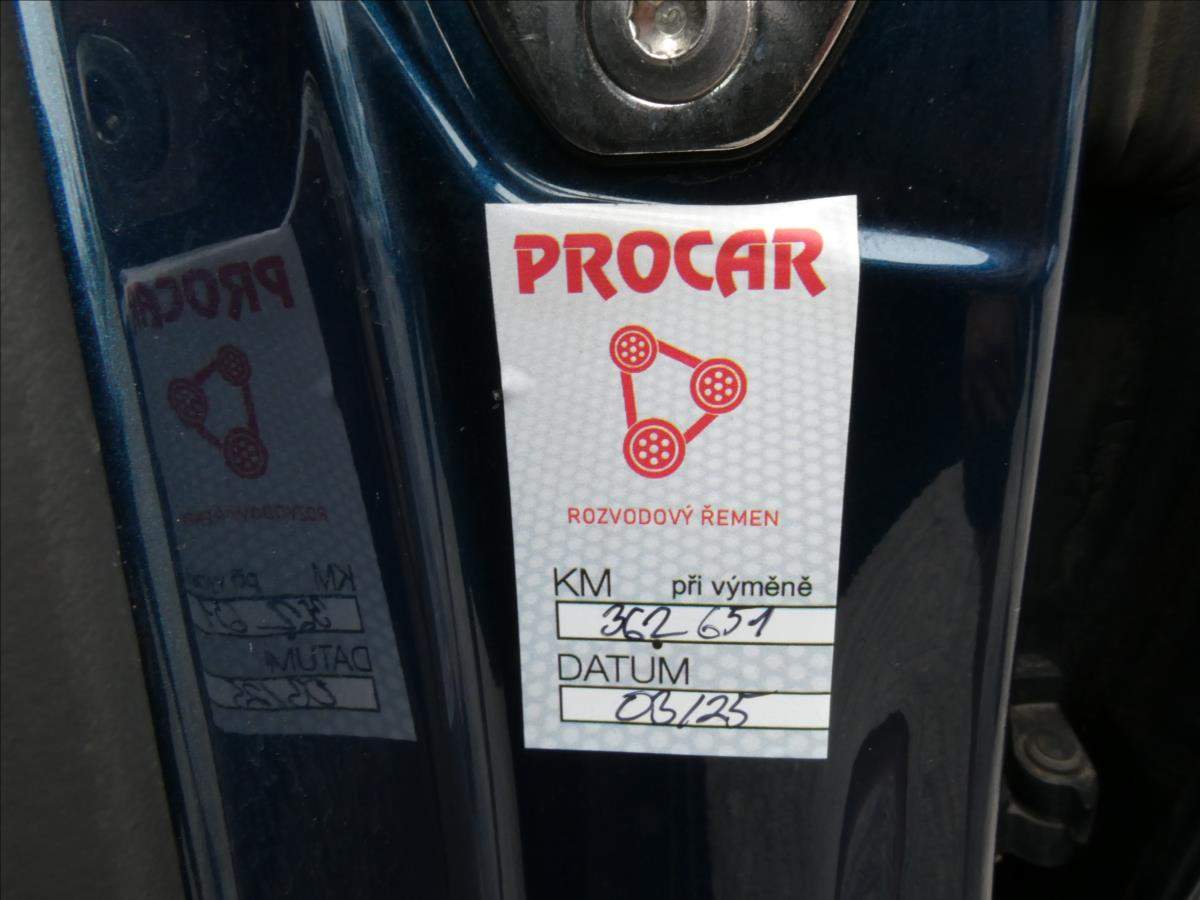 PROCAR
ROZVODOVÝ ŘEMEN
KM při výměně
362 651
DATUM
03/25